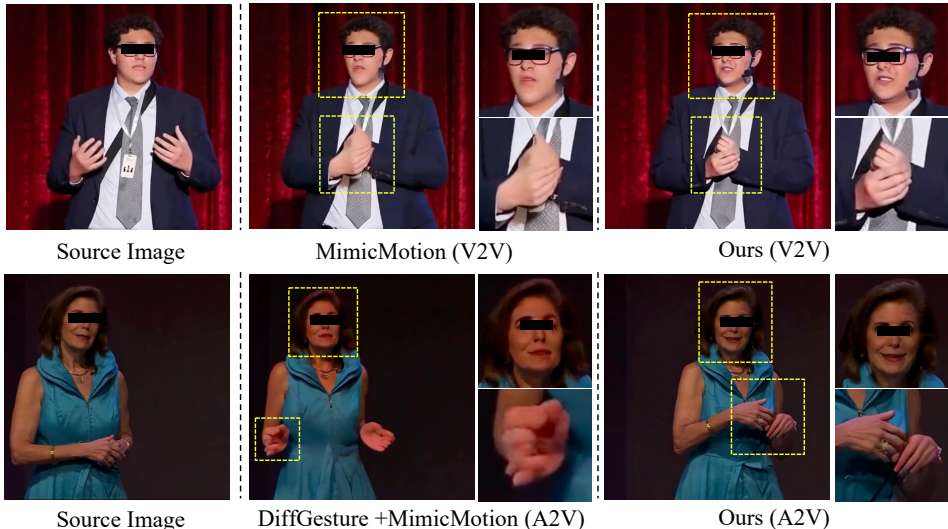 Source Image
MimicMotion (V2V)
Ours (V2V)
Source Image
DiffGesture +MimicMotion (A2V)
Ours (A2V)